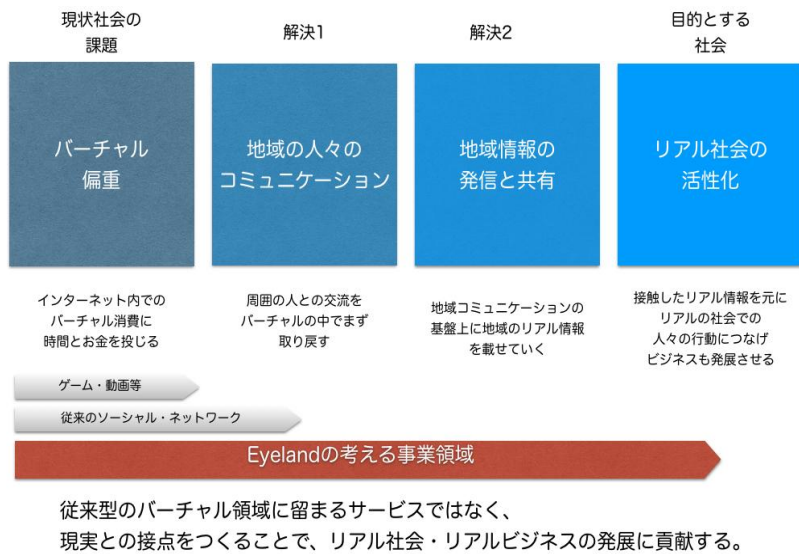 現状社会の
課題
解決1
解決2
目的とする
社会
バーチャル
偏重
地域の人々の
コミュニケーション
地域情報の
発信と共有
リアル社会の
活性化
インターネット内での
バーチャル消費に
時間とお金を投じる
周囲の人との交流を
バーチャルの中でまず
取り戻す
地域コミュニケーションの
基盤上に地域のリアル情報
を載せていく
接触したリアル情報を元に
リアルの社会での
人々の行動につなげ
ビジネスも発展させる
ゲーム・動画等
従来のソーシャル・ネットワーク
Eyelandの考える事業領域
従来型のバーチャル領域に留まるサービスではなく、
現実との接点をつくることで、リアル社会・リアルビジネスの発展に貢献する。